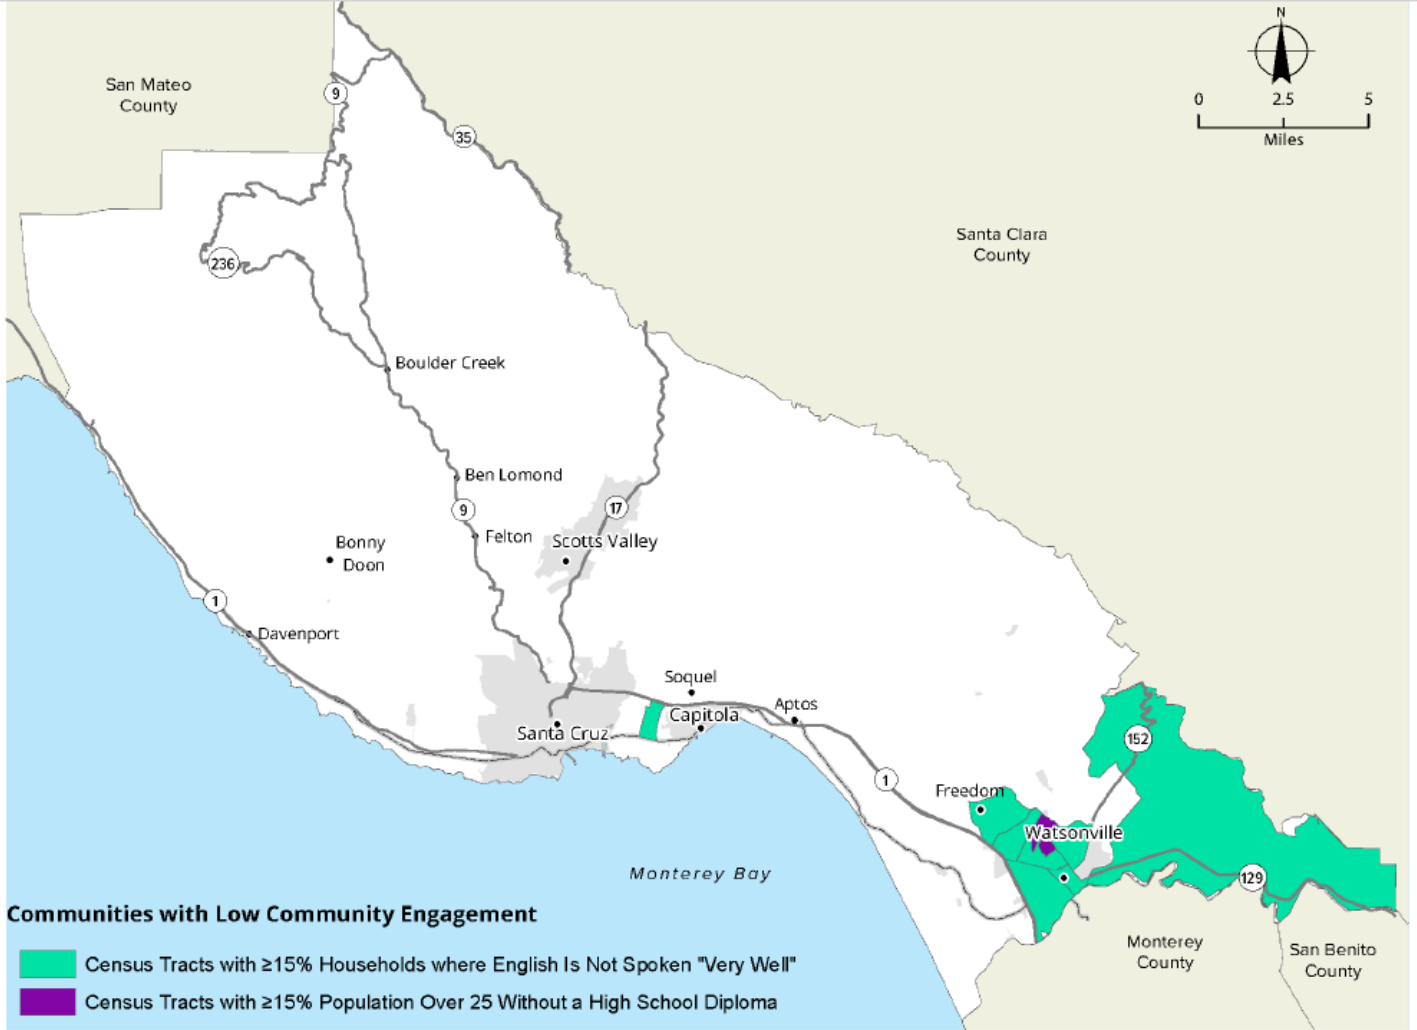 San Mateo
County
N
0 2.5 5
Miles
9
35
Santa Clara
County
236
Boulder Creek
Ben Lomond
9
17
Felton
Scotts Valley
Bonny
Doon
1
Davenport
Soquel
Aptos
Capitola
Santa Cruz
152
1
Freedom
Watsonville
129
Monterey Bay
Monterey
County
San Benito
County
Communities with Low Community Engagement
Census Tracts with ≥15% Households where English Is Not Spoken "Very Well"
Census Tracts with ≥15% Population Over 25 Without a High School Diploma